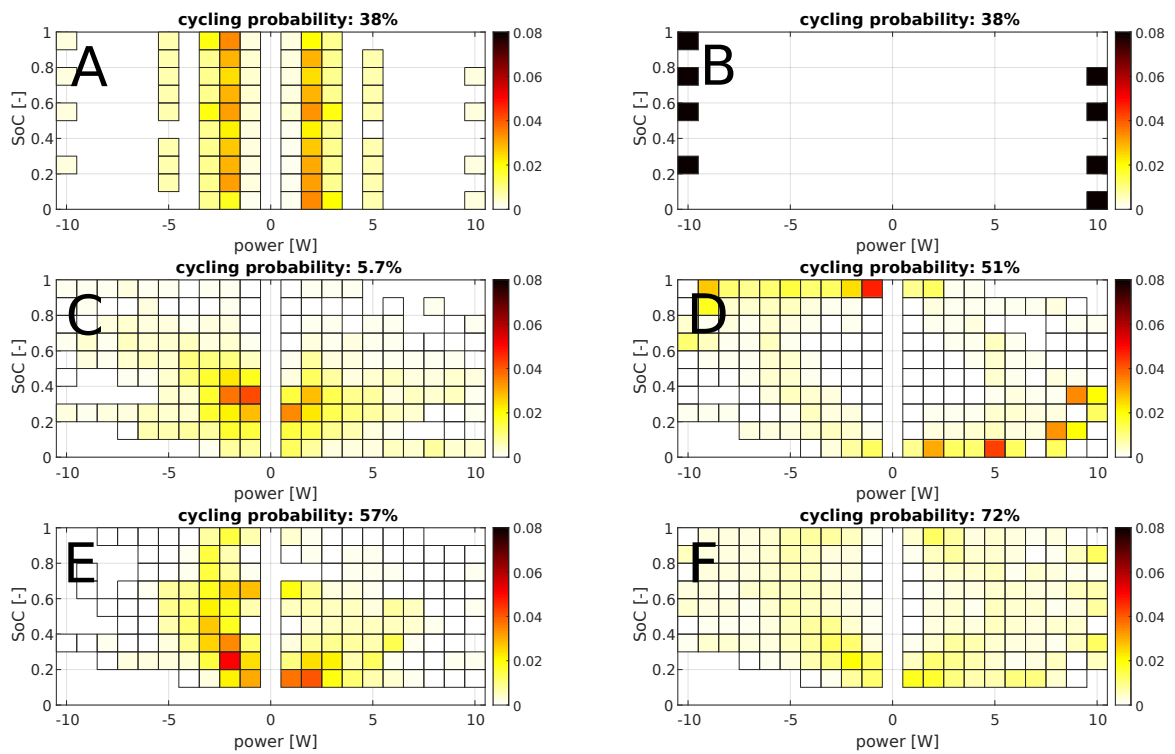 cycling probability: 38%
A
SoC [-]
1
0.8
0.6
0.4
0.2
0
-10 -5 0 5 10
power [W]
0.08
0.06
0.04
0.02
0
cycling probability: 38%
B
SoC [-]
1
0.8
0.6
0.4
0.2
0
-10 -5 0 5 10
power [W]
0.08
0.06
0.04
0.02
0
cycling probability: 5.7%
C
SoC [-]
1
0.8
0.6
0.4
0.2
0
-10 -5 0 5 10
power [W]
0.08
0.06
0.04
0.02
0
cycling probability: 51%
D
SoC [-]
1
0.8
0.6
0.4
0.2
0
-10 -5 0 5 10
power [W]
0.08
0.06
0.04
0.02
0
cycling probability: 57%
E
SoC [-]
1
0.8
0.6
0.4
0.2
0
-10 -5 0 5 10
power [W]
0.08
0.06
0.04
0.02
0
cycling probability: 72%
F
SoC [-]
1
0.8
0.6
0.4
0.2
0
-10 -5 0 5 10
power [W]
0.08
0.06
0.04
0.02
0